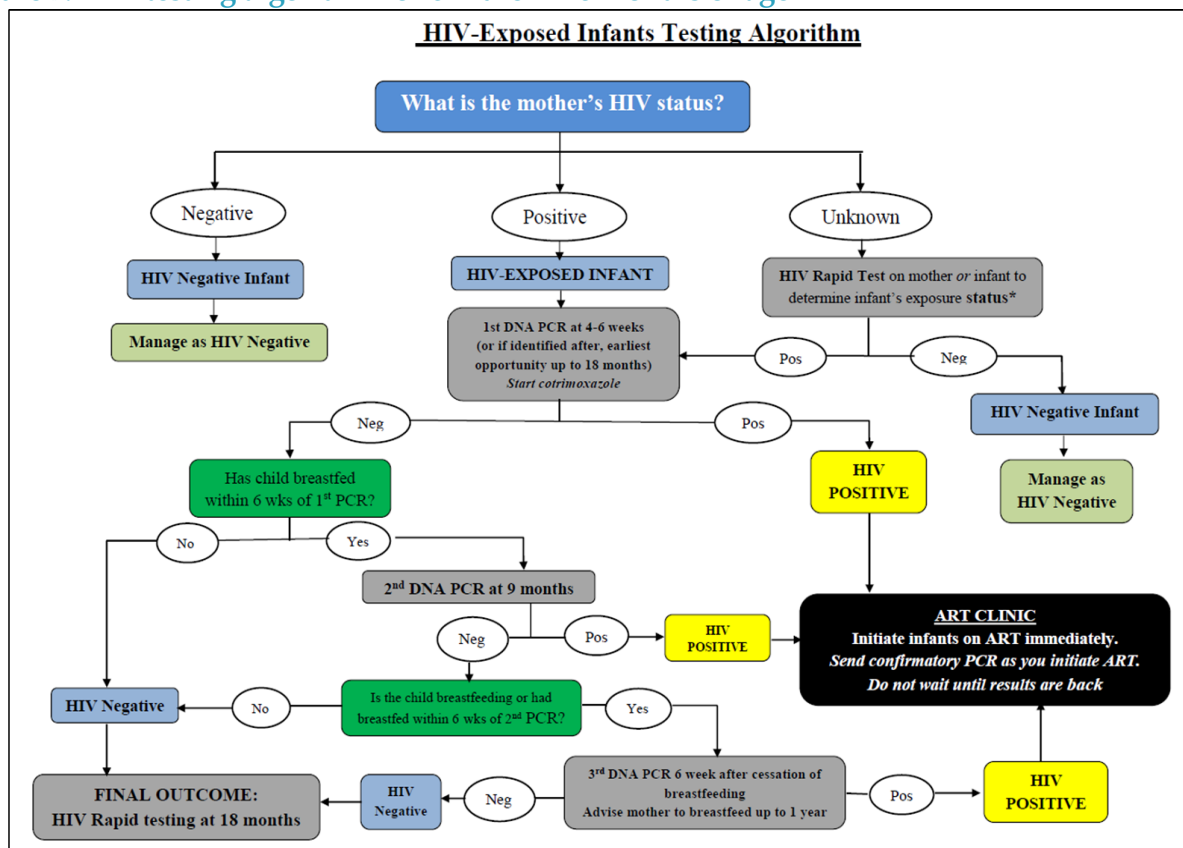 HIV-Exposed Infants Testing Algorithm
What is the mother's HIV status?
Negative
Positive
Unknown
HIV Negative Infant
HIV-EXPOSED INFANT
HIV Rapid Test on mother or infant to
determine infant's exposure status*
Manage as HIV Negative
1st DNA PCR at 4-6 weeks
(or if identified after, earliest
opportunity up to 18 months)
Start cotrimoxazole
Pos
Neg
HIV Negative Infant
Manage as
HIV Negative
Neg
Pos
Has child breastfed
within 6 wks of 1st PCR?
HIV
POSITIVE
No
Yes
2nd DNA PCR at 9 months
Neg
Pos
HIV
POSITIVE
ART CLINIC
Initiate infants on ART immediately.
Send confirmatory PCR as you initiate ART.
Do not wait until results are back
HIV Negative
No
Is the child breastfeeding or had
breastfed within 6 wks of 2nd PCR?
Yes
FINAL OUTCOME:
HIV Rapid testing at 18 months
HIV
Negative
Neg
3rd DNA PCR 6 week after cessation of
breastfeeding
Advise mother to breastfeed up to 1 year
Pos
HIV
POSITIVE